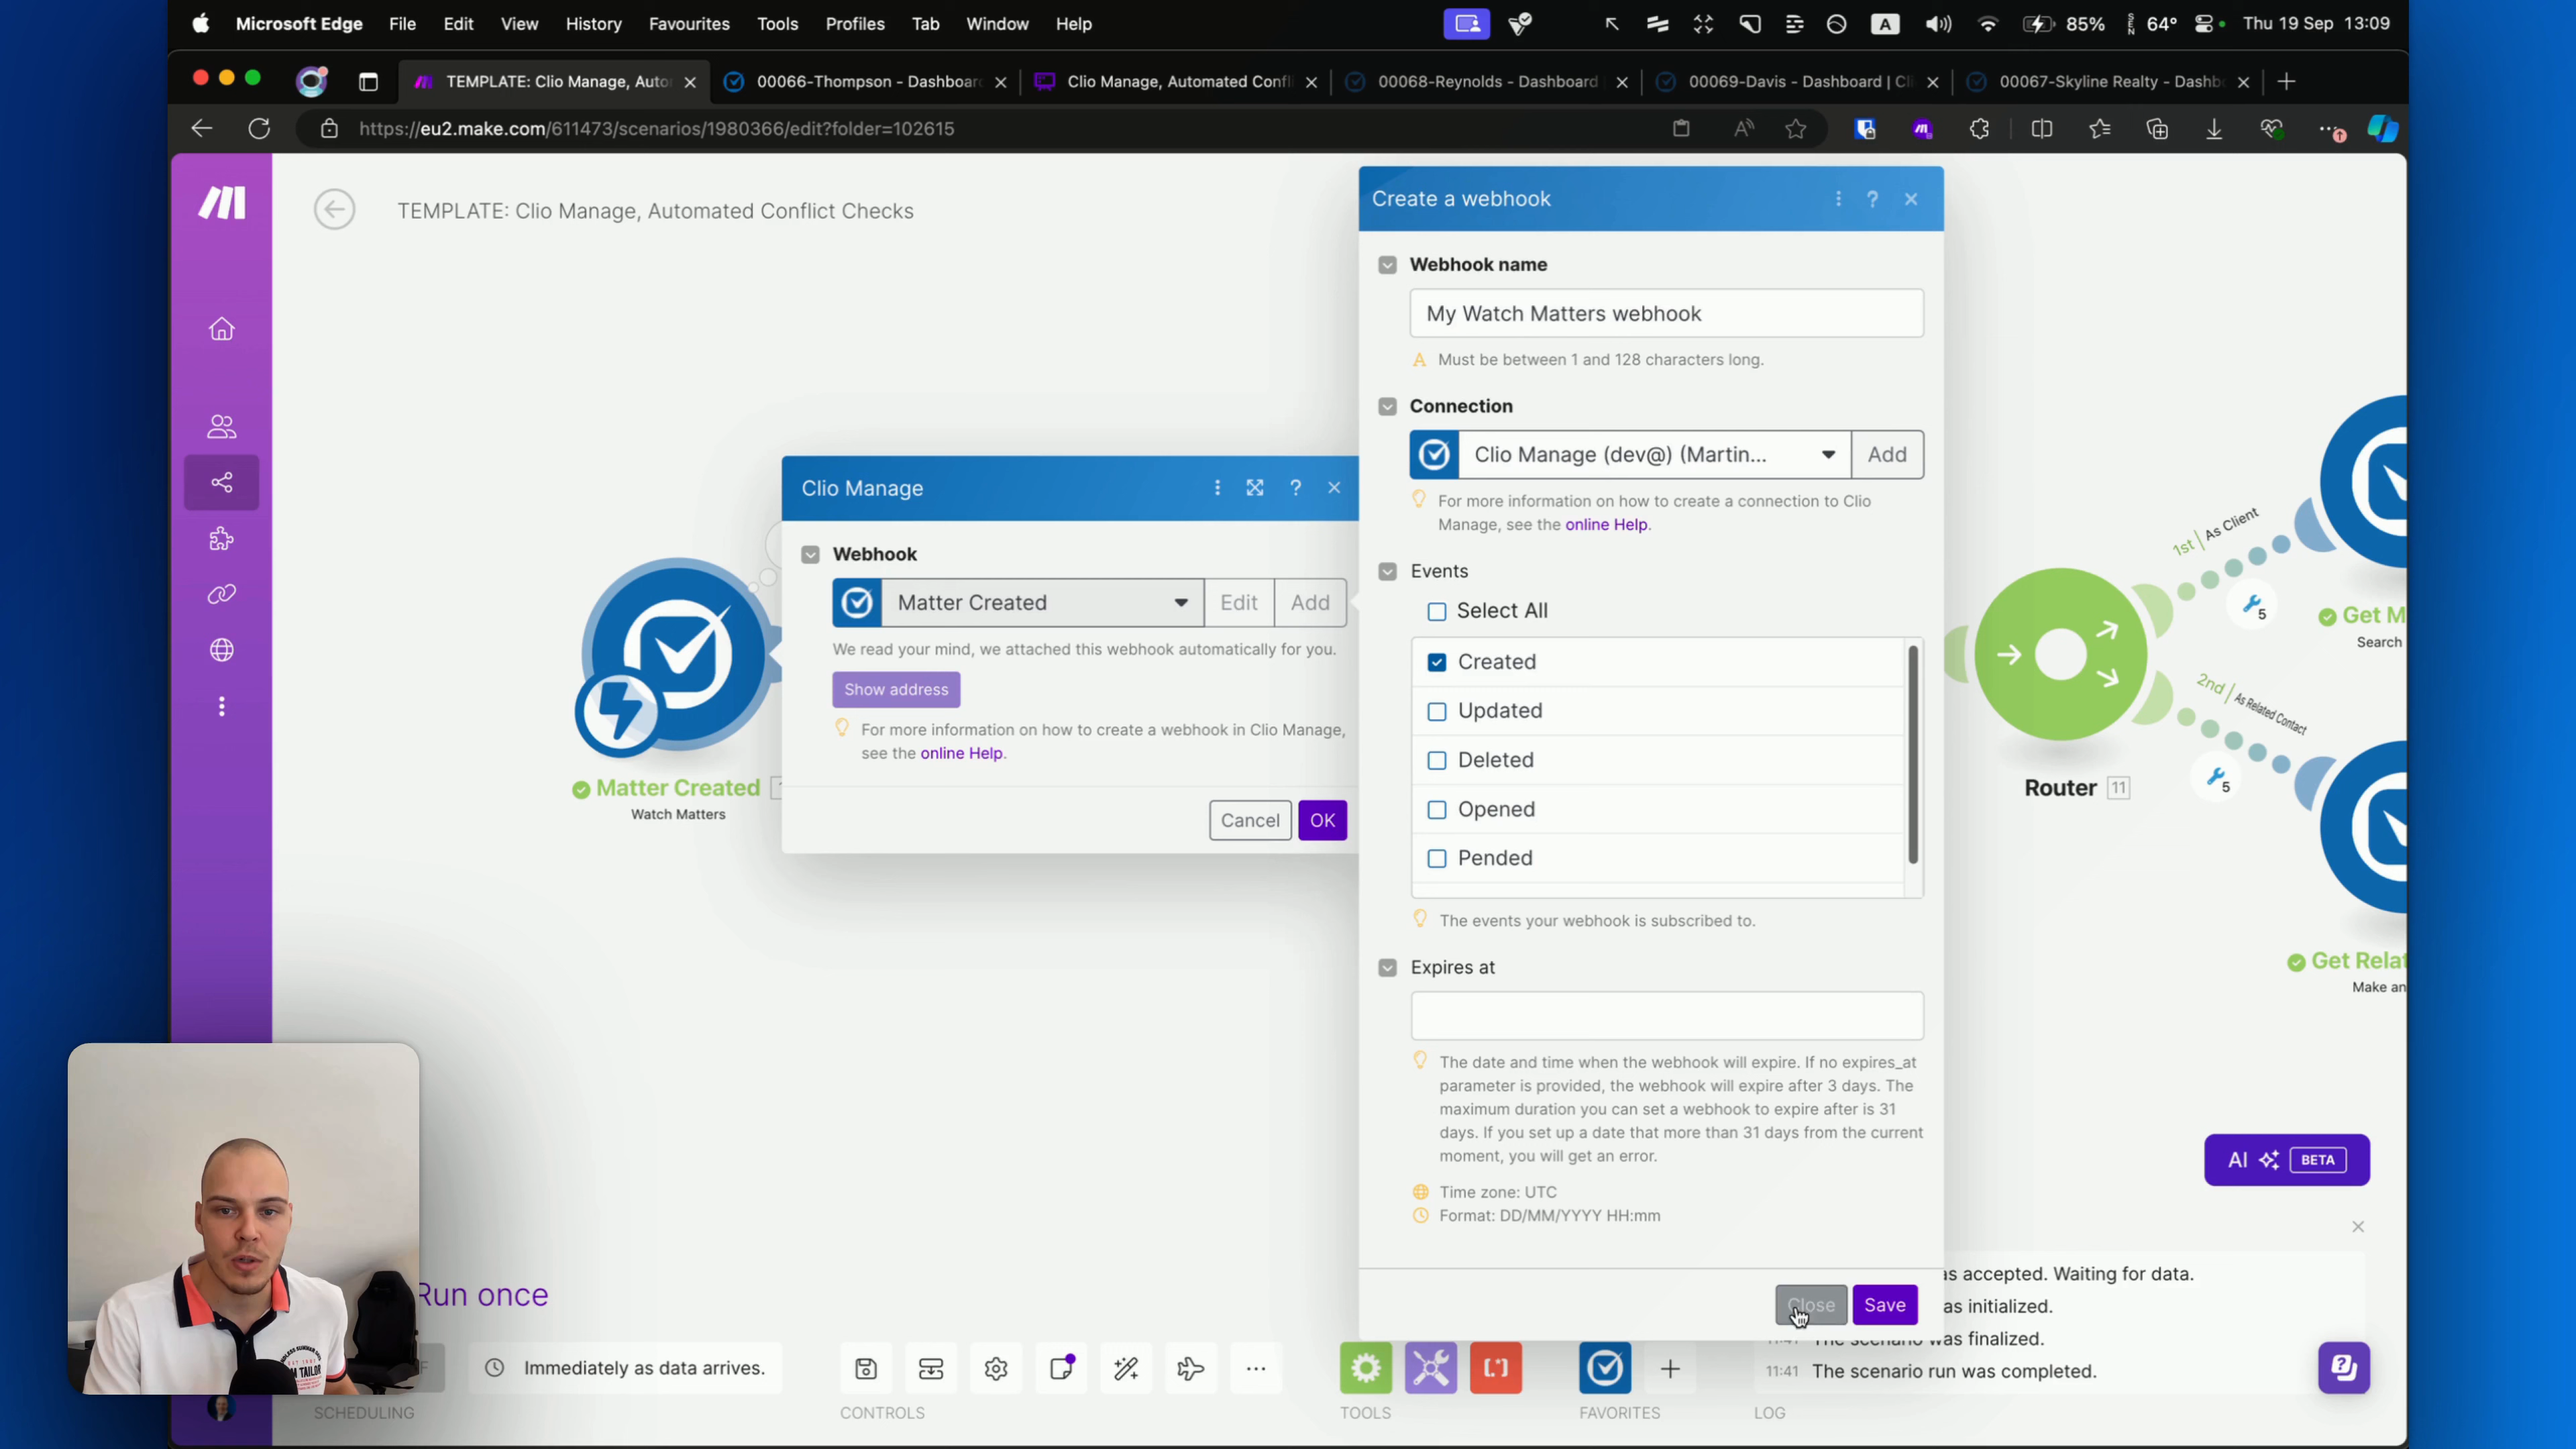 Microsoft Edge File Edit View History Favourites Tools Profiles Tab Window Help
A 85% SEN 64° Thu 19 Sep 13:09
TEMPLATE: Clio Manage, Auto
00066-Thompson - Dashboard
Clio Manage, Automated Confl
00068-Reynolds - Dashboard
00069-Davis - Dashboard | Cli
00067-Skyline Realty - Dashb
https://eu2.make.com/611473/scenarios/1980366/edit?folder=102615
TEMPLATE: Clio Manage, Automated Conflict Checks
Create a webhook
Webhook name
My Watch Matters webhook
Must be between 1 and 128 characters long.
Connection
Clio Manage (dev@) (Martin...
Add
For more information on how to create a connection to Clio
Manage, see the online Help.
Events
Select All
Created
Updated
Deleted
Opened
Pended
The events your webhook is subscribed to.
Expires at
The date and time when the webhook will expire. If no expires_at
parameter is provided, the webhook will expire after 3 days. The
maximum duration you can set a webhook to expire after is 31
days. If you set up a date that more than 31 days from the current
moment, you will get an error.
Time zone: UTC
Format: DD/MM/YYYY HH:mm
Close Save
Clio Manage
Webhook
Matter Created
Edit Add
We read your mind, we attached this webhook automatically for you.
Show address
For more information on how to create a webhook in Clio Manage,
see the online Help.
Cancel OK
Matter Created
Watch Matters
1st | As Client
5
2nd | As Related Contact
5
Router 11
Get M
Search
Get Relat
Make an
AI BETA
Run once
Immediately as data arrives.
SCHEDULING
CONTROLS
TOOLS
FAVORITES
LOG
as accepted. Waiting for data.
as initialized.
The scenario was finalized.
11:41 The scenario run was completed.